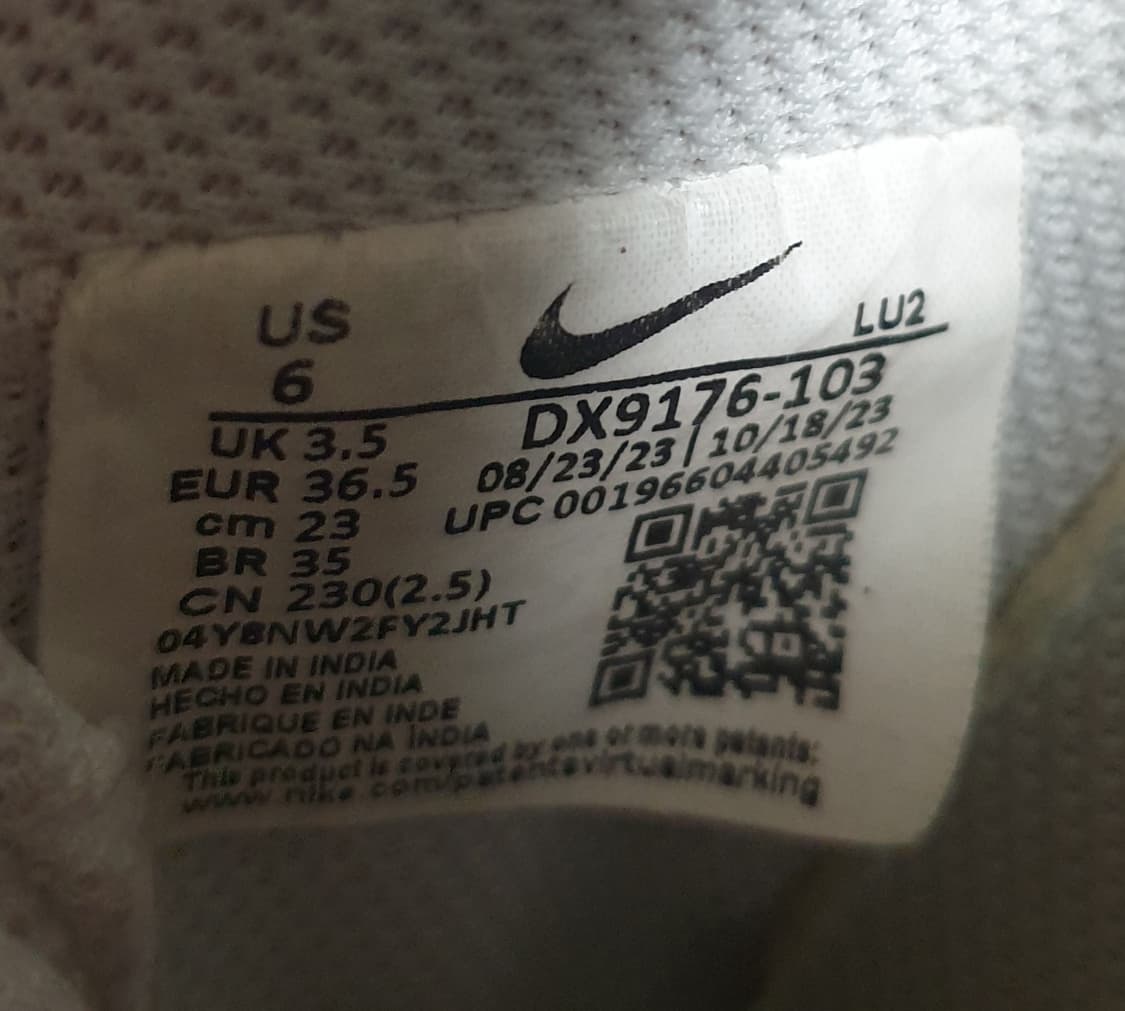 US
6
LU2
UK 3.5
EUR 36.5
cm 23
BR 35
CN 230(2.5)
04YBNW2FY2JHT
DX9176-103
08/23/23 | 10/18/23
UPC 00196604405492
MADE IN INDIA
HECHO EN INDIA
FABRIQUE EN INDE
FABRICADO NA ÍNDIA
This product is covered by one or more patents:
www.nike.com/patentsvirtualmarking